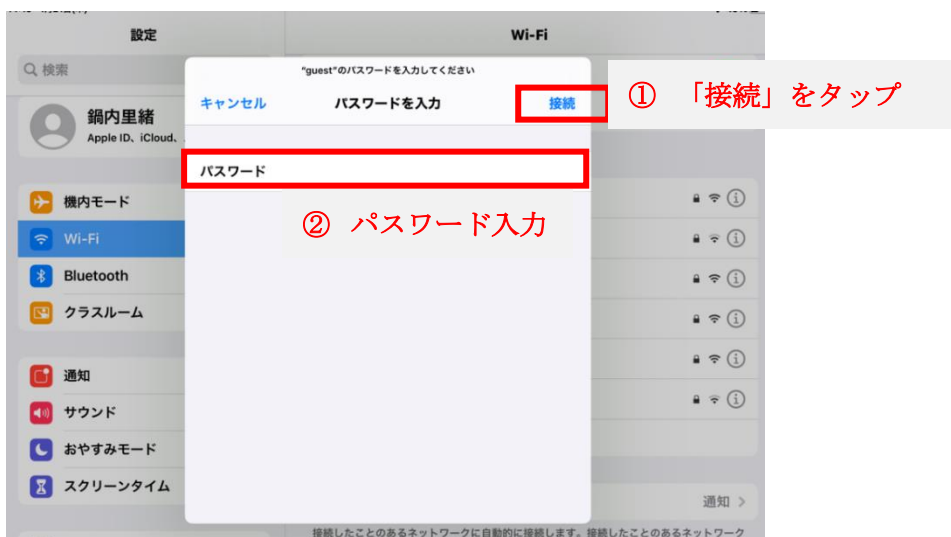 設定
Wi-Fi
検索
"guest"のパスワードを入力してください
キャンセル
パスワードを入力
接続
① 「接続」をタップ
鍋内里緒
Apple ID、iCloud、
パスワード
② パスワード入力
機内モード
Wi-Fi
Bluetooth
クラスルーム
通知
サウンド
おやすみモード
スクリーンタイム
通知
接続したことのあるネットワークに自動的に接続します。接続したことのあるネットワーク